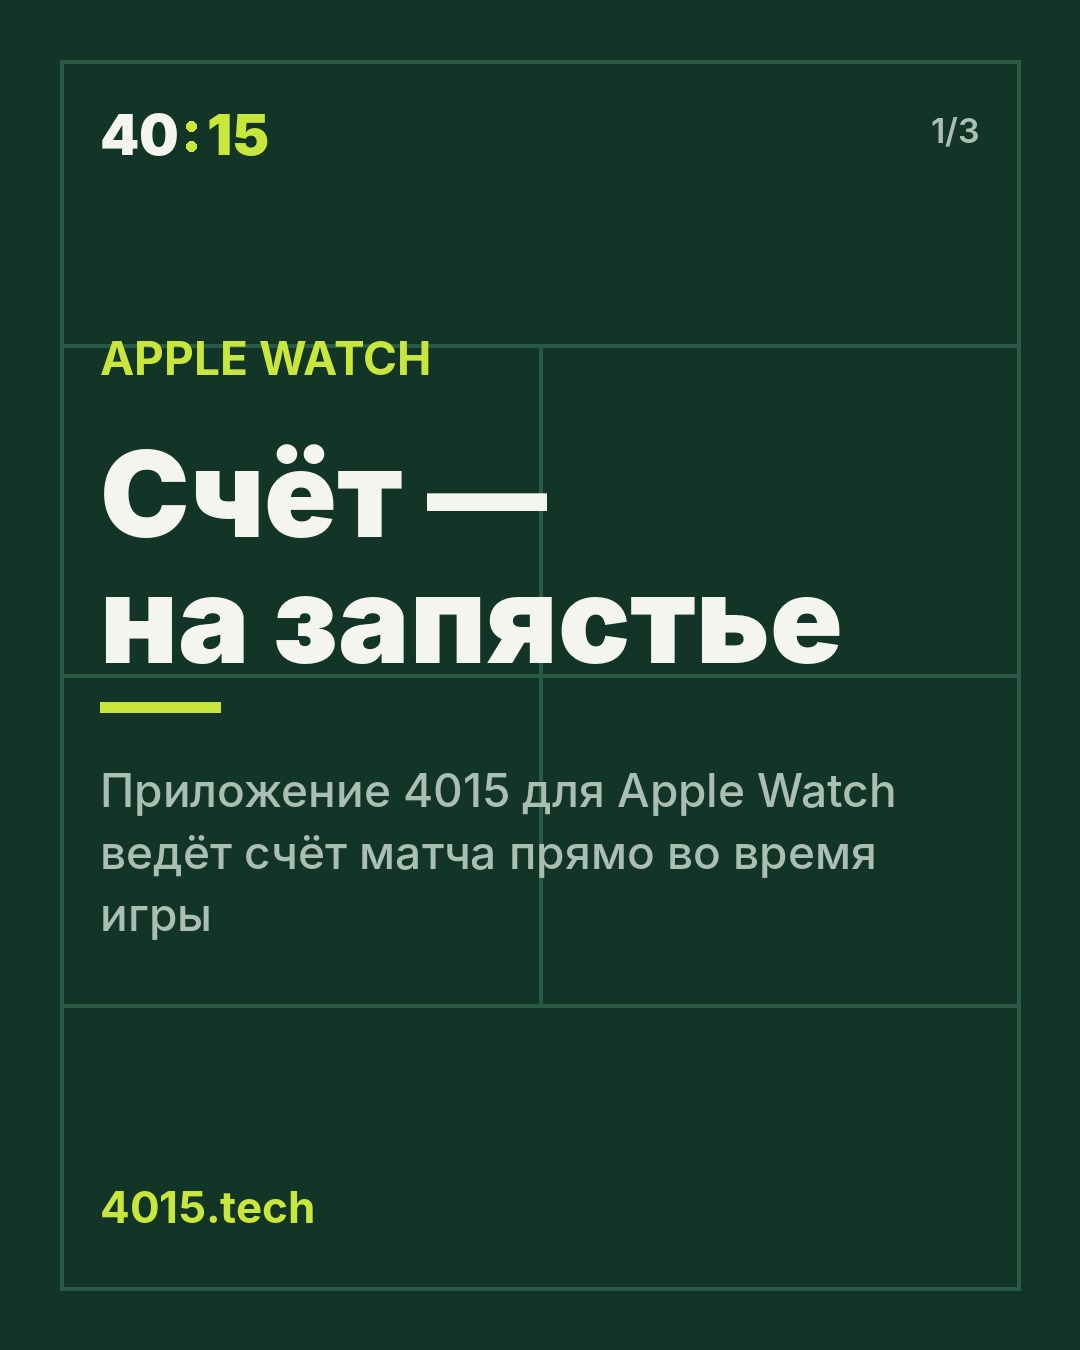 40:15
1/3
APPLE WATCH
Счёт —
на запястье
Приложение 4015 для Apple Watch
ведёт счёт матча прямо во время
игры
4015.tech